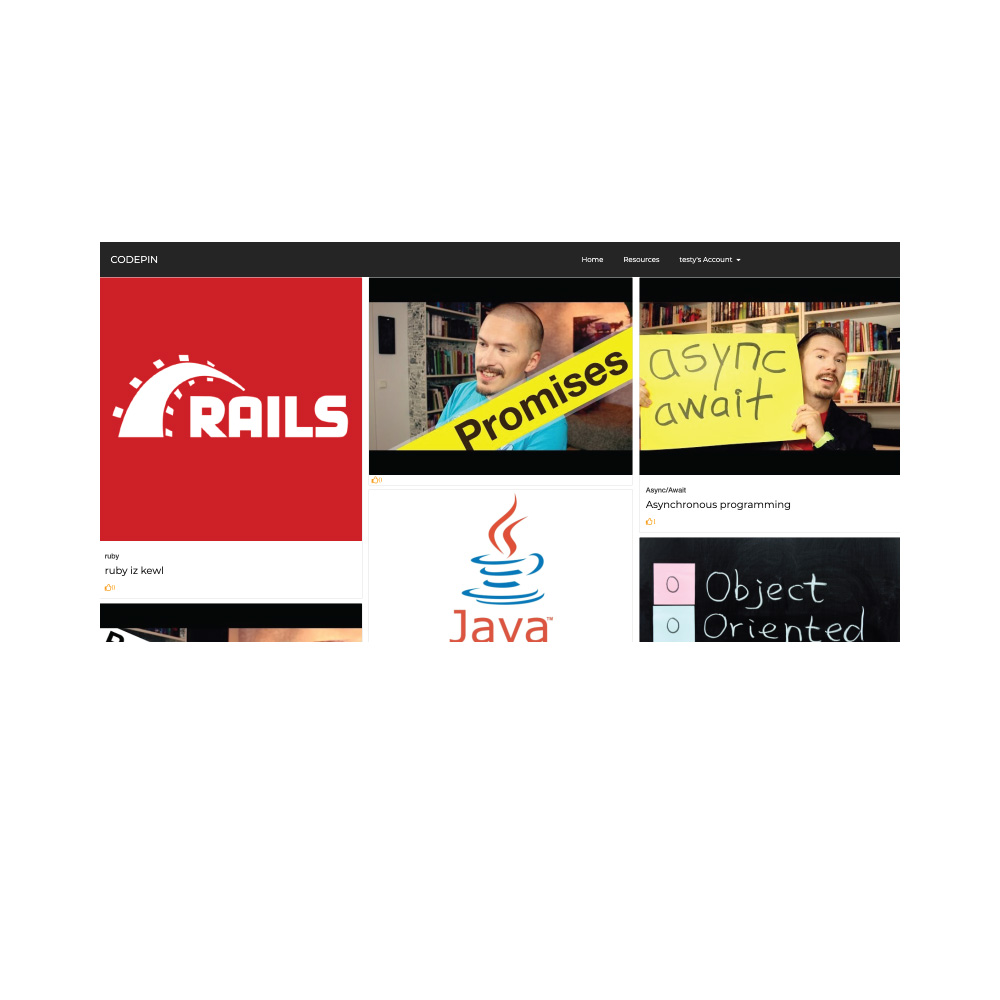 CODEPIN
Home
Resources
testy's Account
RAILS
ruby
ruby iz kewl
0
Promises
0
Java™
async
await
Async/Await
Asynchronous programming
1
O Object
O Oriented